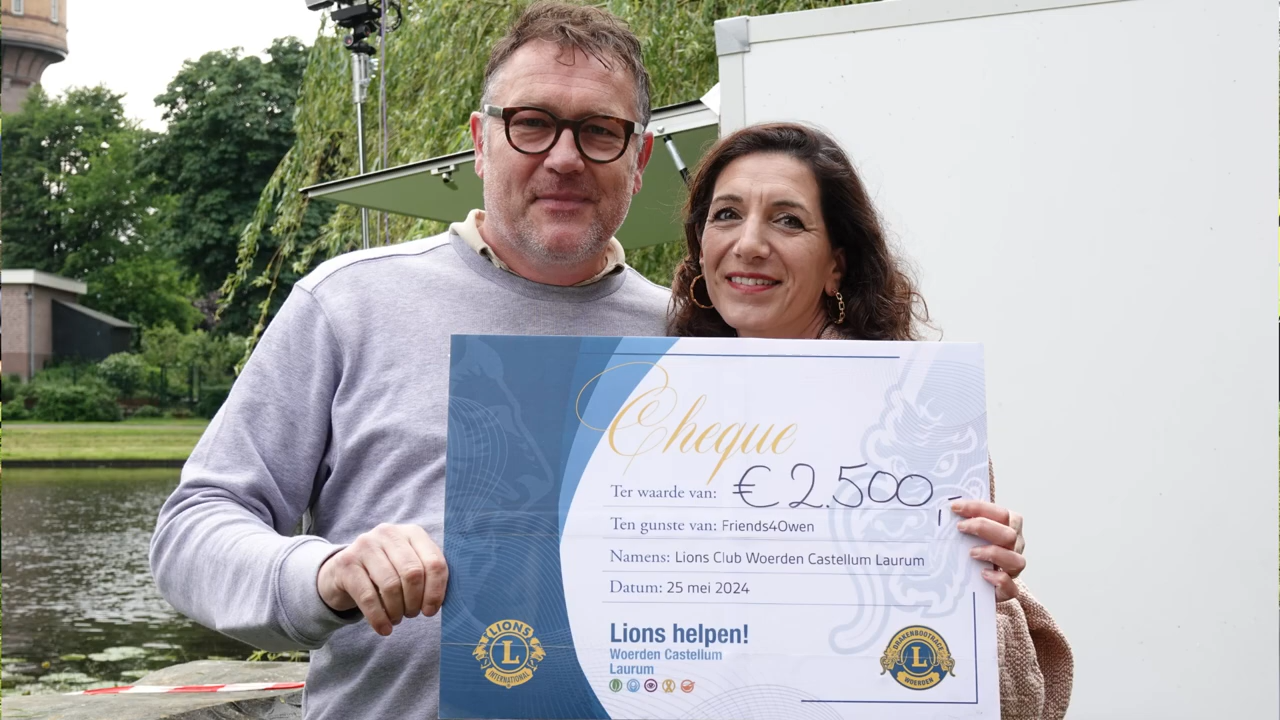 Cheque
Ter waarde van: € 2.500,-
Ten gunste van: Friends4Owen
Namens: Lions Club Woerden Castellum Laurum
Datum: 25 mei 2024
Lions helpen!
Woerden Castellum
Laurum
LIONS
L
INTERNATIONAL
DRAKENBOOTRACE
L
WOERDEN